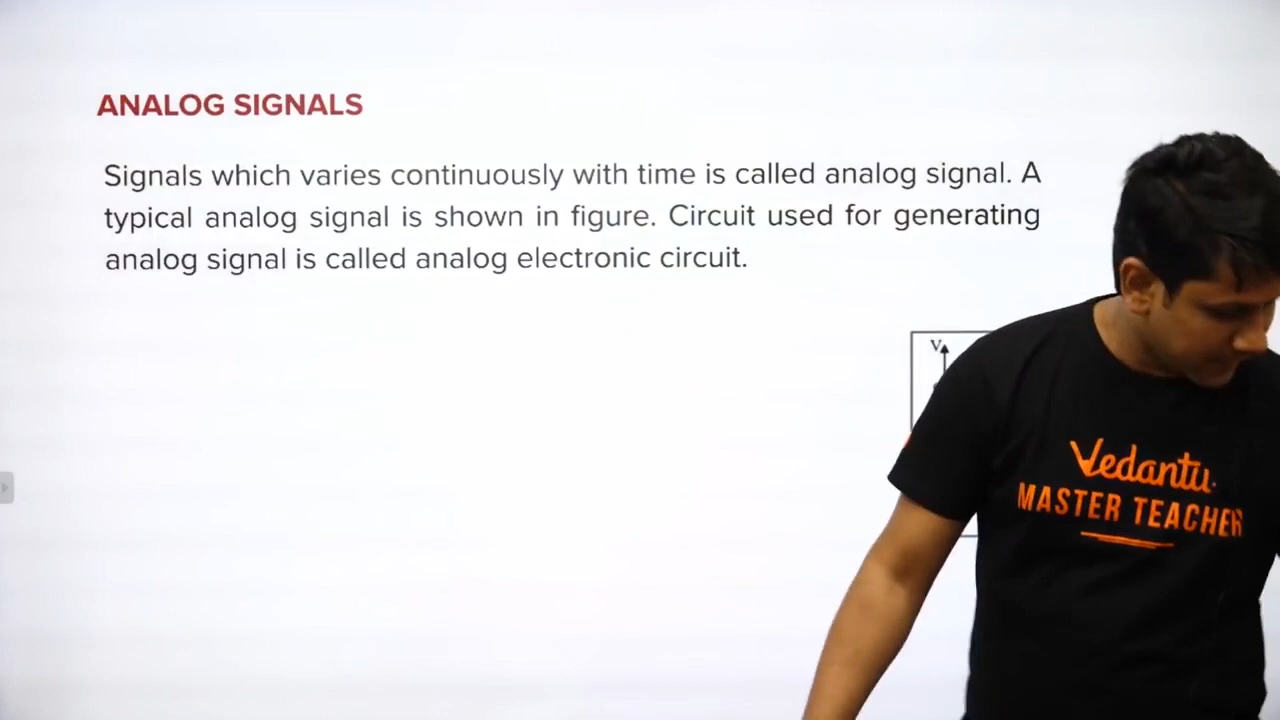 ANALOG SIGNALS
Signals which varies continuously with time is called analog signal. A
typical analog signal is shown in figure. Circuit used for generating
analog signal is called analog electronic circuit.
V
Vedantu
MASTER TEACHER